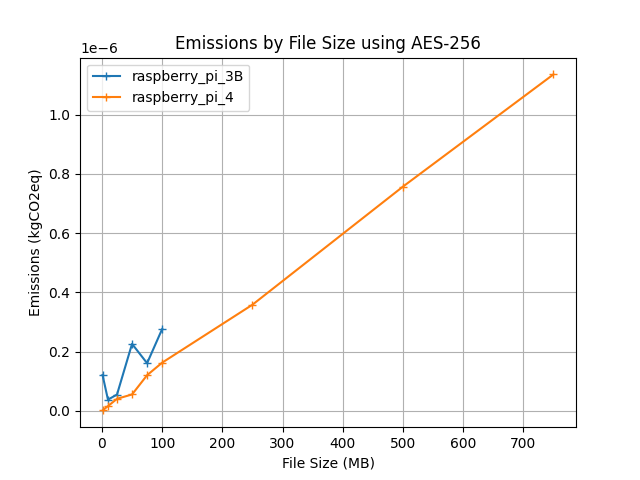 Emissions by File Size using AES-256
1e−6
raspberry_pi_3B
raspberry_pi_4
Emissions (kgCO2eq)
1.0
0.8
0.6
0.4
0.2
0.0
0 100 200 300 400 500 600 700
File Size (MB)